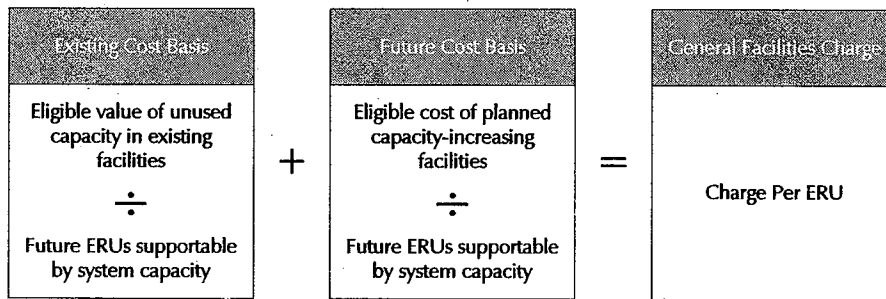 Existing Cost Basis
Eligible value of unused
capacity in existing
facilities
÷
Future ERUs supportable
by system capacity
+
Future Cost Basis
Eligible cost of planned
capacity-increasing
facilities
÷
Future ERUs supportable
by system capacity
=
General Facilities Charge
Charge Per ERU